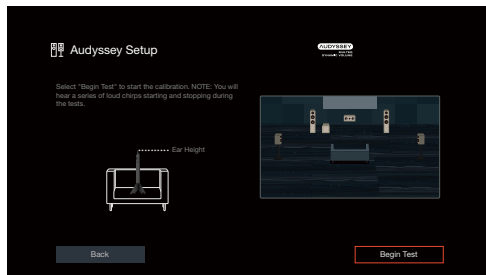 Audyssey Setup
AUDYSSEY
Select "Begin Test" to start the calibration. NOTE: You will
hear a series of loud chirps starting and stopping during
the tests.
Ear Height
Back
Begin Test